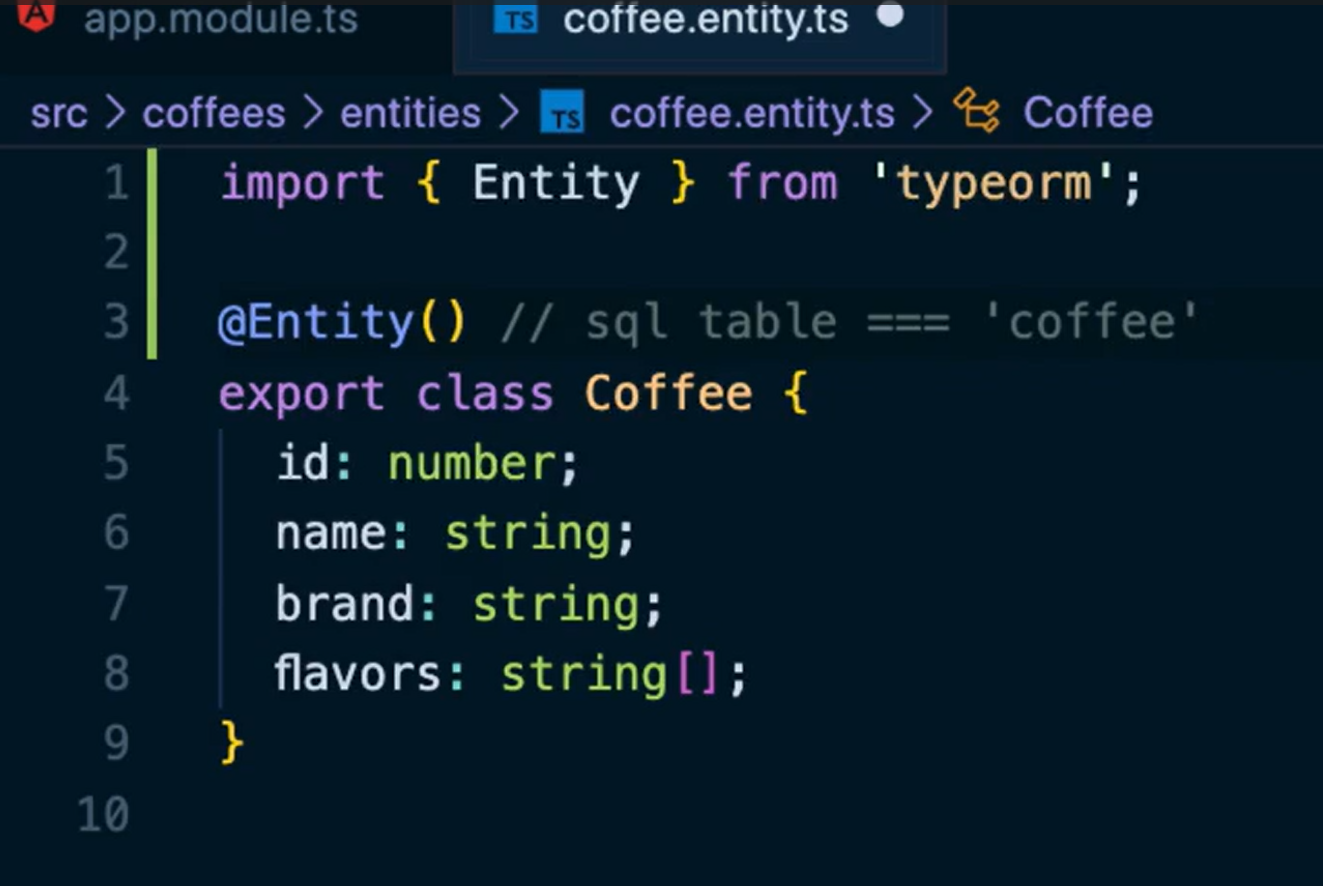 app.module.ts
TS coffee.entity.ts
src > coffees > entities > TS coffee.entity.ts > Coffee
1 import { Entity } from 'typeorm';
2
3 @Entity() // sql table === 'coffee'
4 export class Coffee {
5 id: number;
6 name: string;
7 brand: string;
8 flavors: string[];
9 }
10